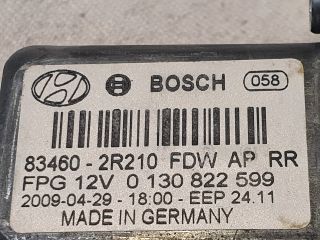 BOSCH 058
83460 - 2R210 FDW AP RR
FPG 12V 0 130 822 599
2009-04-29 - 18:00 - EEP 24.11
MADE IN GERMANY